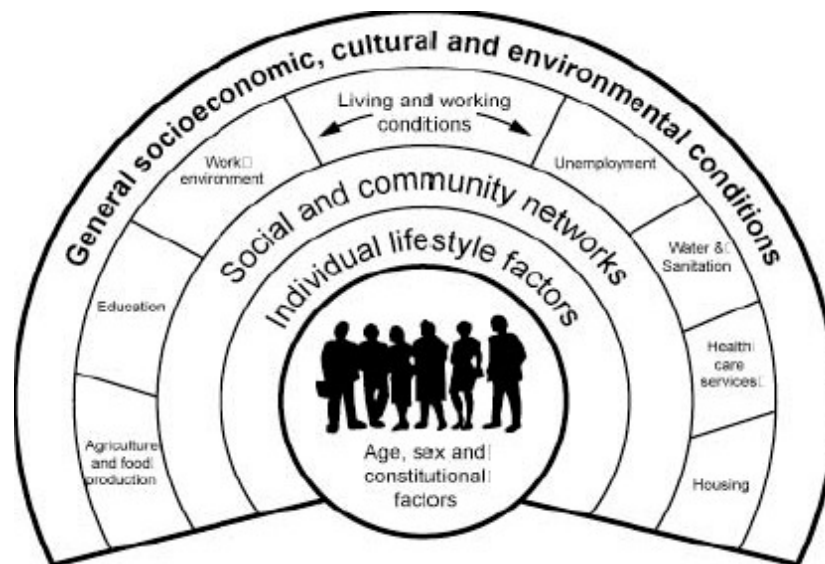 General socioeconomic, cultural and environmental conditions
Living and working
conditions
Work
environment
Unemployment
Social and community networks
Water &
Sanitation
Individual lifestyle factors
Education
Health
care
services
Agriculture
and food
production
Age, sex and
constitutional
factors
Housing